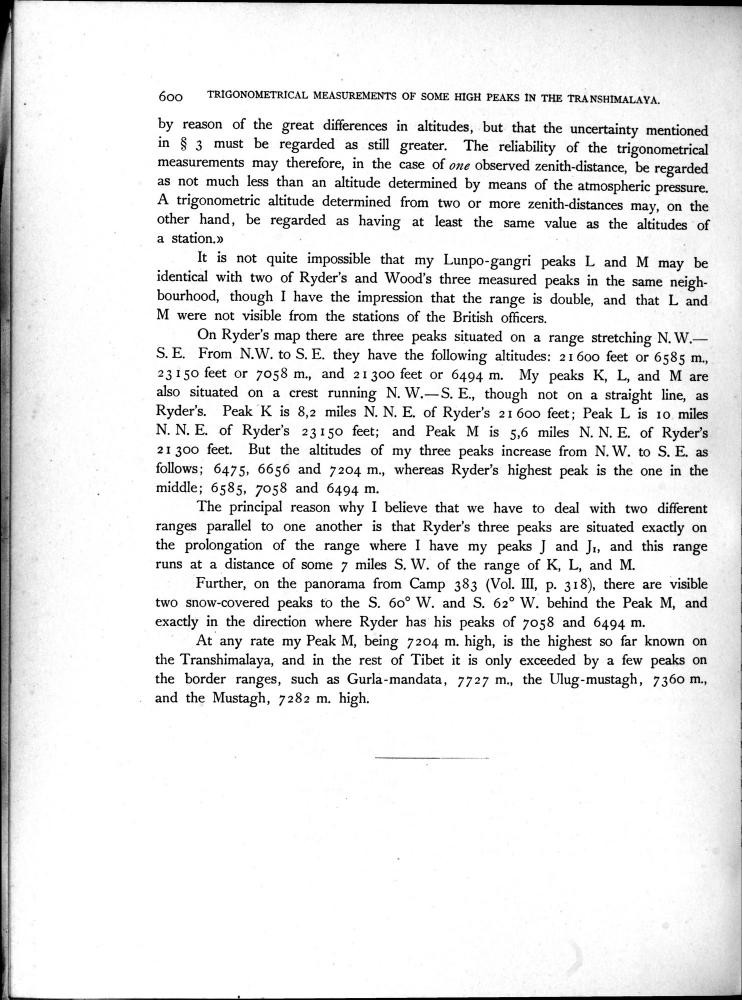 600 TRIGONOMETRICAL MEASUREMENTS OF SOME HIGH PEAKS IN THE TRANSHIMALAYA.
by reason of the great differences in altitudes, but that the uncertainty mentioned
in § 3 must be regarded as still greater. The reliability of the trigonometrical
measurements may therefore, in the case of one observed zenith-distance, be regarded
as not much less than an altitude determined by means of the atmospheric pressure.
A trigonometric altitude determined from two or more zenith-distances may, on the
other hand, be regarded as having at least the same value as the altitudes of
a station.»
It is not quite impossible that my Lunpo-gangri peaks L and M may be
identical with two of Ryder's and Wood's three measured peaks in the same neigh-
bourhood, though I have the impression that the range is double, and that L and
M were not visible from the stations of the British officers.
On Ryder's map there are three peaks situated on a range stretching N. W.—
S. E. From N.W. to S. E. they have the following altitudes: 21 600 feet or 6585 m.,
23 150 feet or 7058 m., and 21 300 feet or 6494 m. My peaks K, L, and M are
also situated on a crest running N. W.—S. E., though not on a straight line, as
Ryder's. Peak K is 8,2 miles N. N. E. of Ryder's 21 600 feet; Peak L is 10 miles
N. N. E. of Ryder's 23 150 feet; and Peak M is 5,6 miles N. N. E. of Ryder's
21 300 feet. But the altitudes of my three peaks increase from N. W. to S. E. as
follows; 6475, 6656 and 7204 m., whereas Ryder's highest peak is the one in the
middle; 6585, 7058 and 6494 m.
The principal reason why I believe that we have to deal with two different
ranges parallel to one another is that Ryder's three peaks are situated exactly on
the prolongation of the range where I have my peaks J and J1, and this range
runs at a distance of some 7 miles S. W. of the range of K, L, and M.
Further, on the panorama from Camp 383 (Vol. III, p. 318), there are visible
two snow-covered peaks to the S. 60° W. and S. 62° W. behind the Peak M, and
exactly in the direction where Ryder has his peaks of 7058 and 6494 m.
At any rate my Peak M, being 7204 m. high, is the highest so far known on
the Transhimalaya, and in the rest of Tibet it is only exceeded by a few peaks on
the border ranges, such as Gurla-mandata, 7727 m., the Ulug-mustagh, 7360 m.,
and the Mustagh, 7282 m. high.